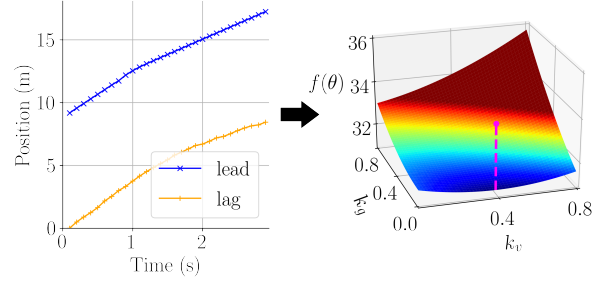 Position (m)
15
10
5
0
0
1
2
Time (s)
lead
lag
f(θ)
36
34
32
0.8
0.4
0.0
k_g
0.4
0.8
k_v